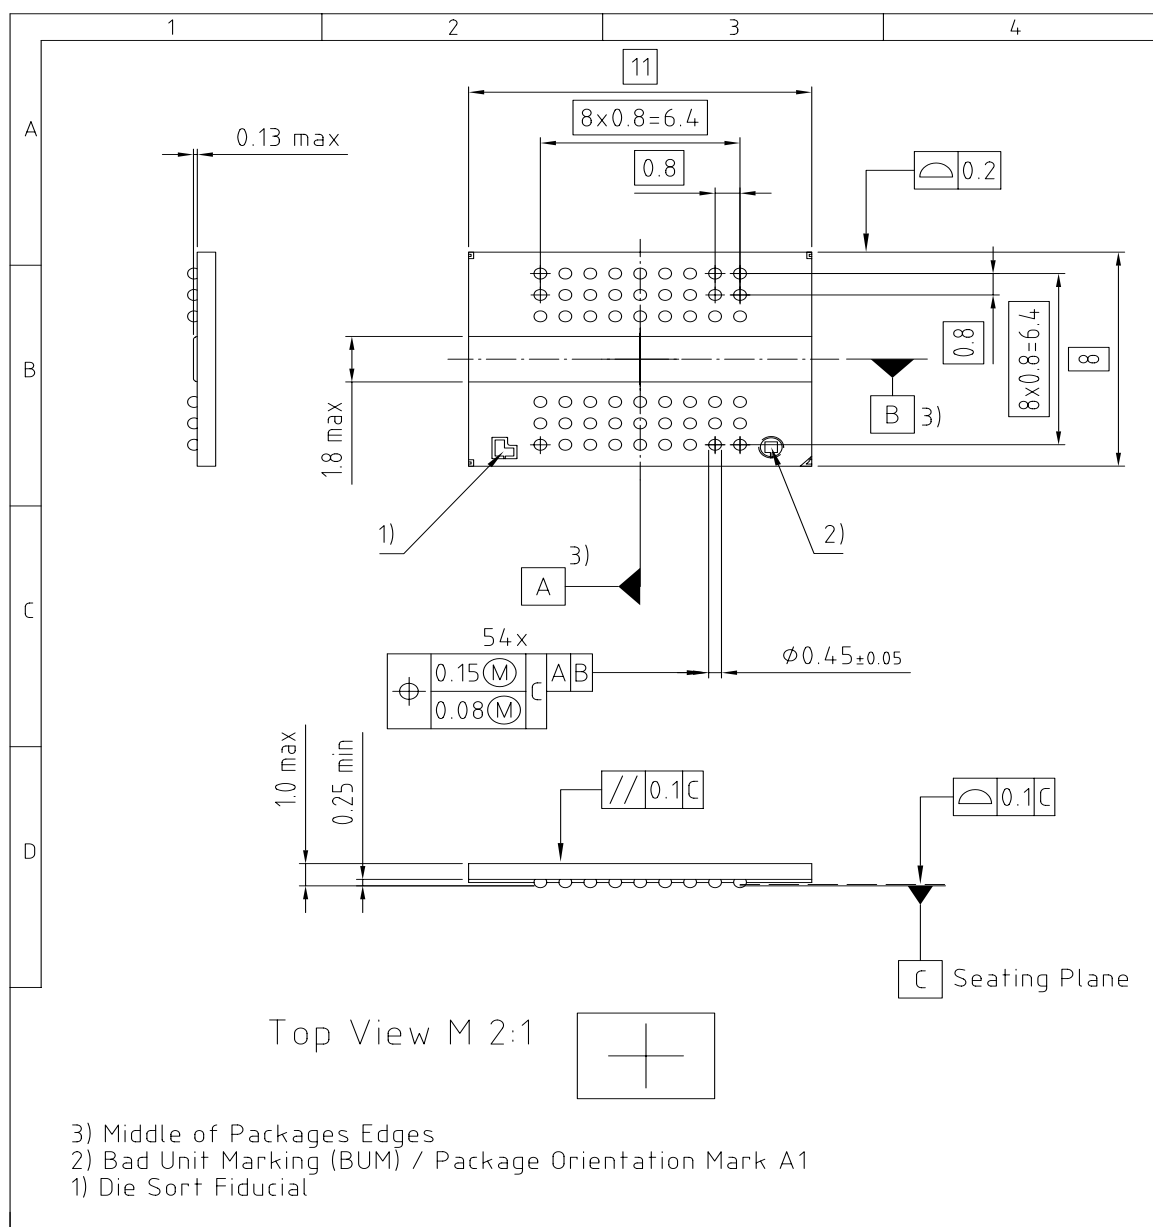 1 2 3 4
A
B
C
D
11
8x0.8=6.4
0.13 max
0.8
0.2
0.8
8x0.8=6.4
8
1.8 max
B 3)
1)
2)
3)
A
54x
0.15 M C A B
0.08 M
φ0.45±0.05
1.0 max
0.25 min
// 0.1 C
0.1 C
C Seating Plane
Top View M 2:1
3) Middle of Packages Edges
2) Bad Unit Marking (BUM) / Package Orientation Mark A1
1) Die Sort Fiducial